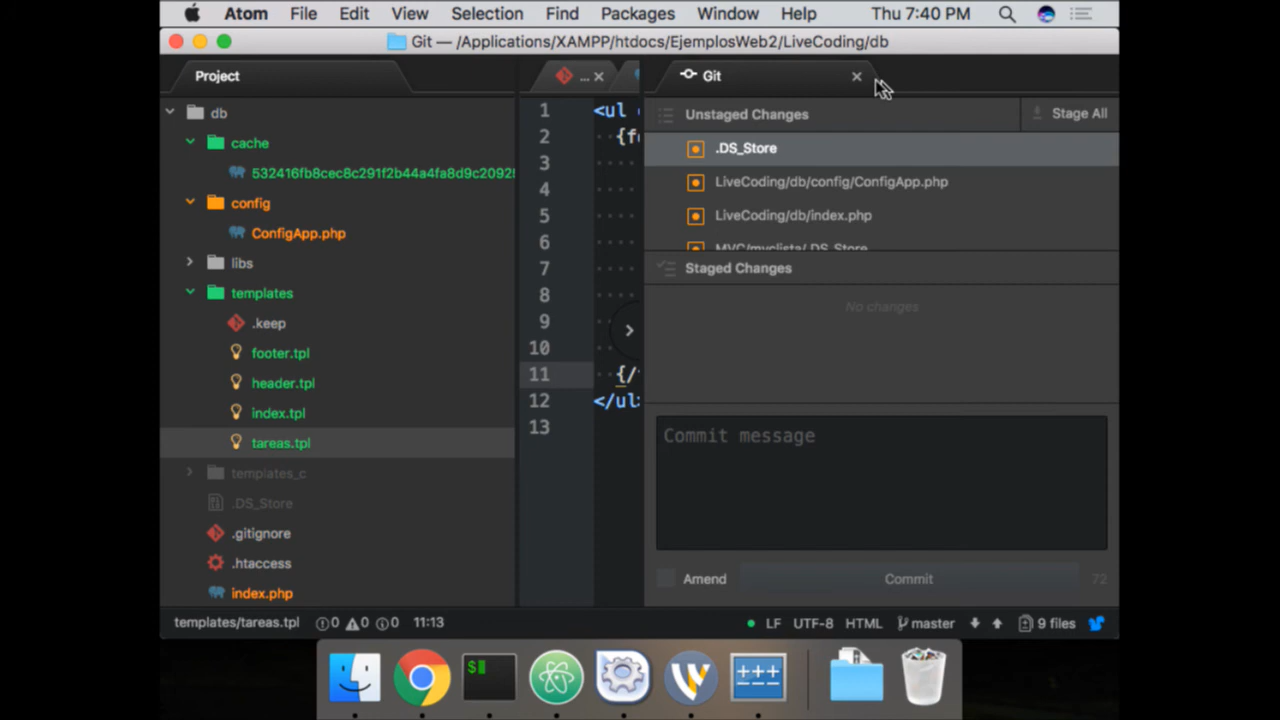 Atom File Edit View Selection Find Packages Window Help Thu 7:40 PM
Git — /Applications/XAMPP/htdocs/EjemplosWeb2/LiveCoding/db
Project
db
cache
532416fb8cec8c291f2b44a4fa8d9c2092
config
ConfigApp.php
libs
templates
.keep
footer.tpl
header.tpl
index.tpl
tareas.tpl
templates_c
.DS_Store
.gitignore
.htaccess
index.php
...
1 <ul
2 {f
3
4
5
6
7
8
9
10
11 {/
12 </ul>
13
Git
Unstaged Changes Stage All
.DS_Store
LiveCoding/db/config/ConfigApp.php
LiveCoding/db/index.php
MVC/myclista/.DS_Store
Staged Changes
No changes
Commit message
Amend Commit 72
templates/tareas.tpl 0 0 0 11:13 LF UTF-8 HTML master 9 files
$
W
+++